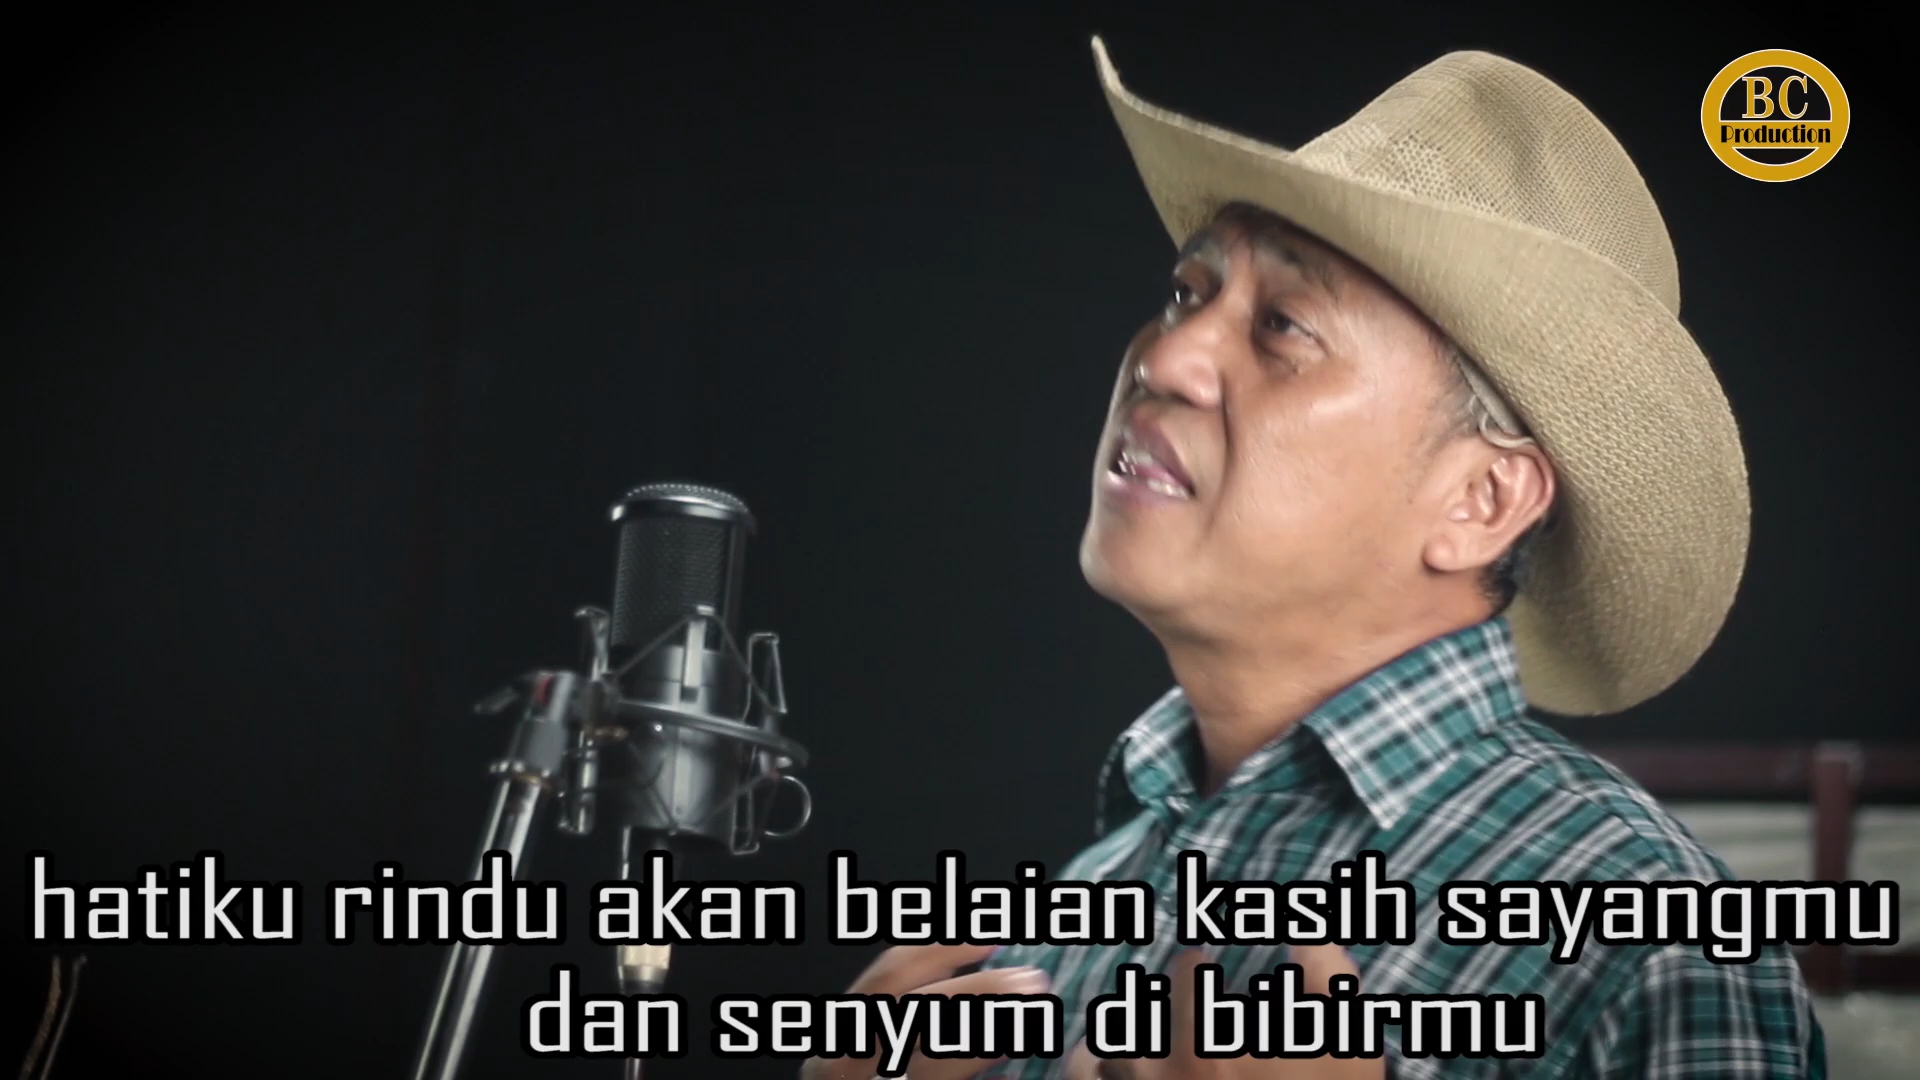 BC
Production
hatiku rindu akan belaian kasih sayangmu
dan senyum di bibirmu